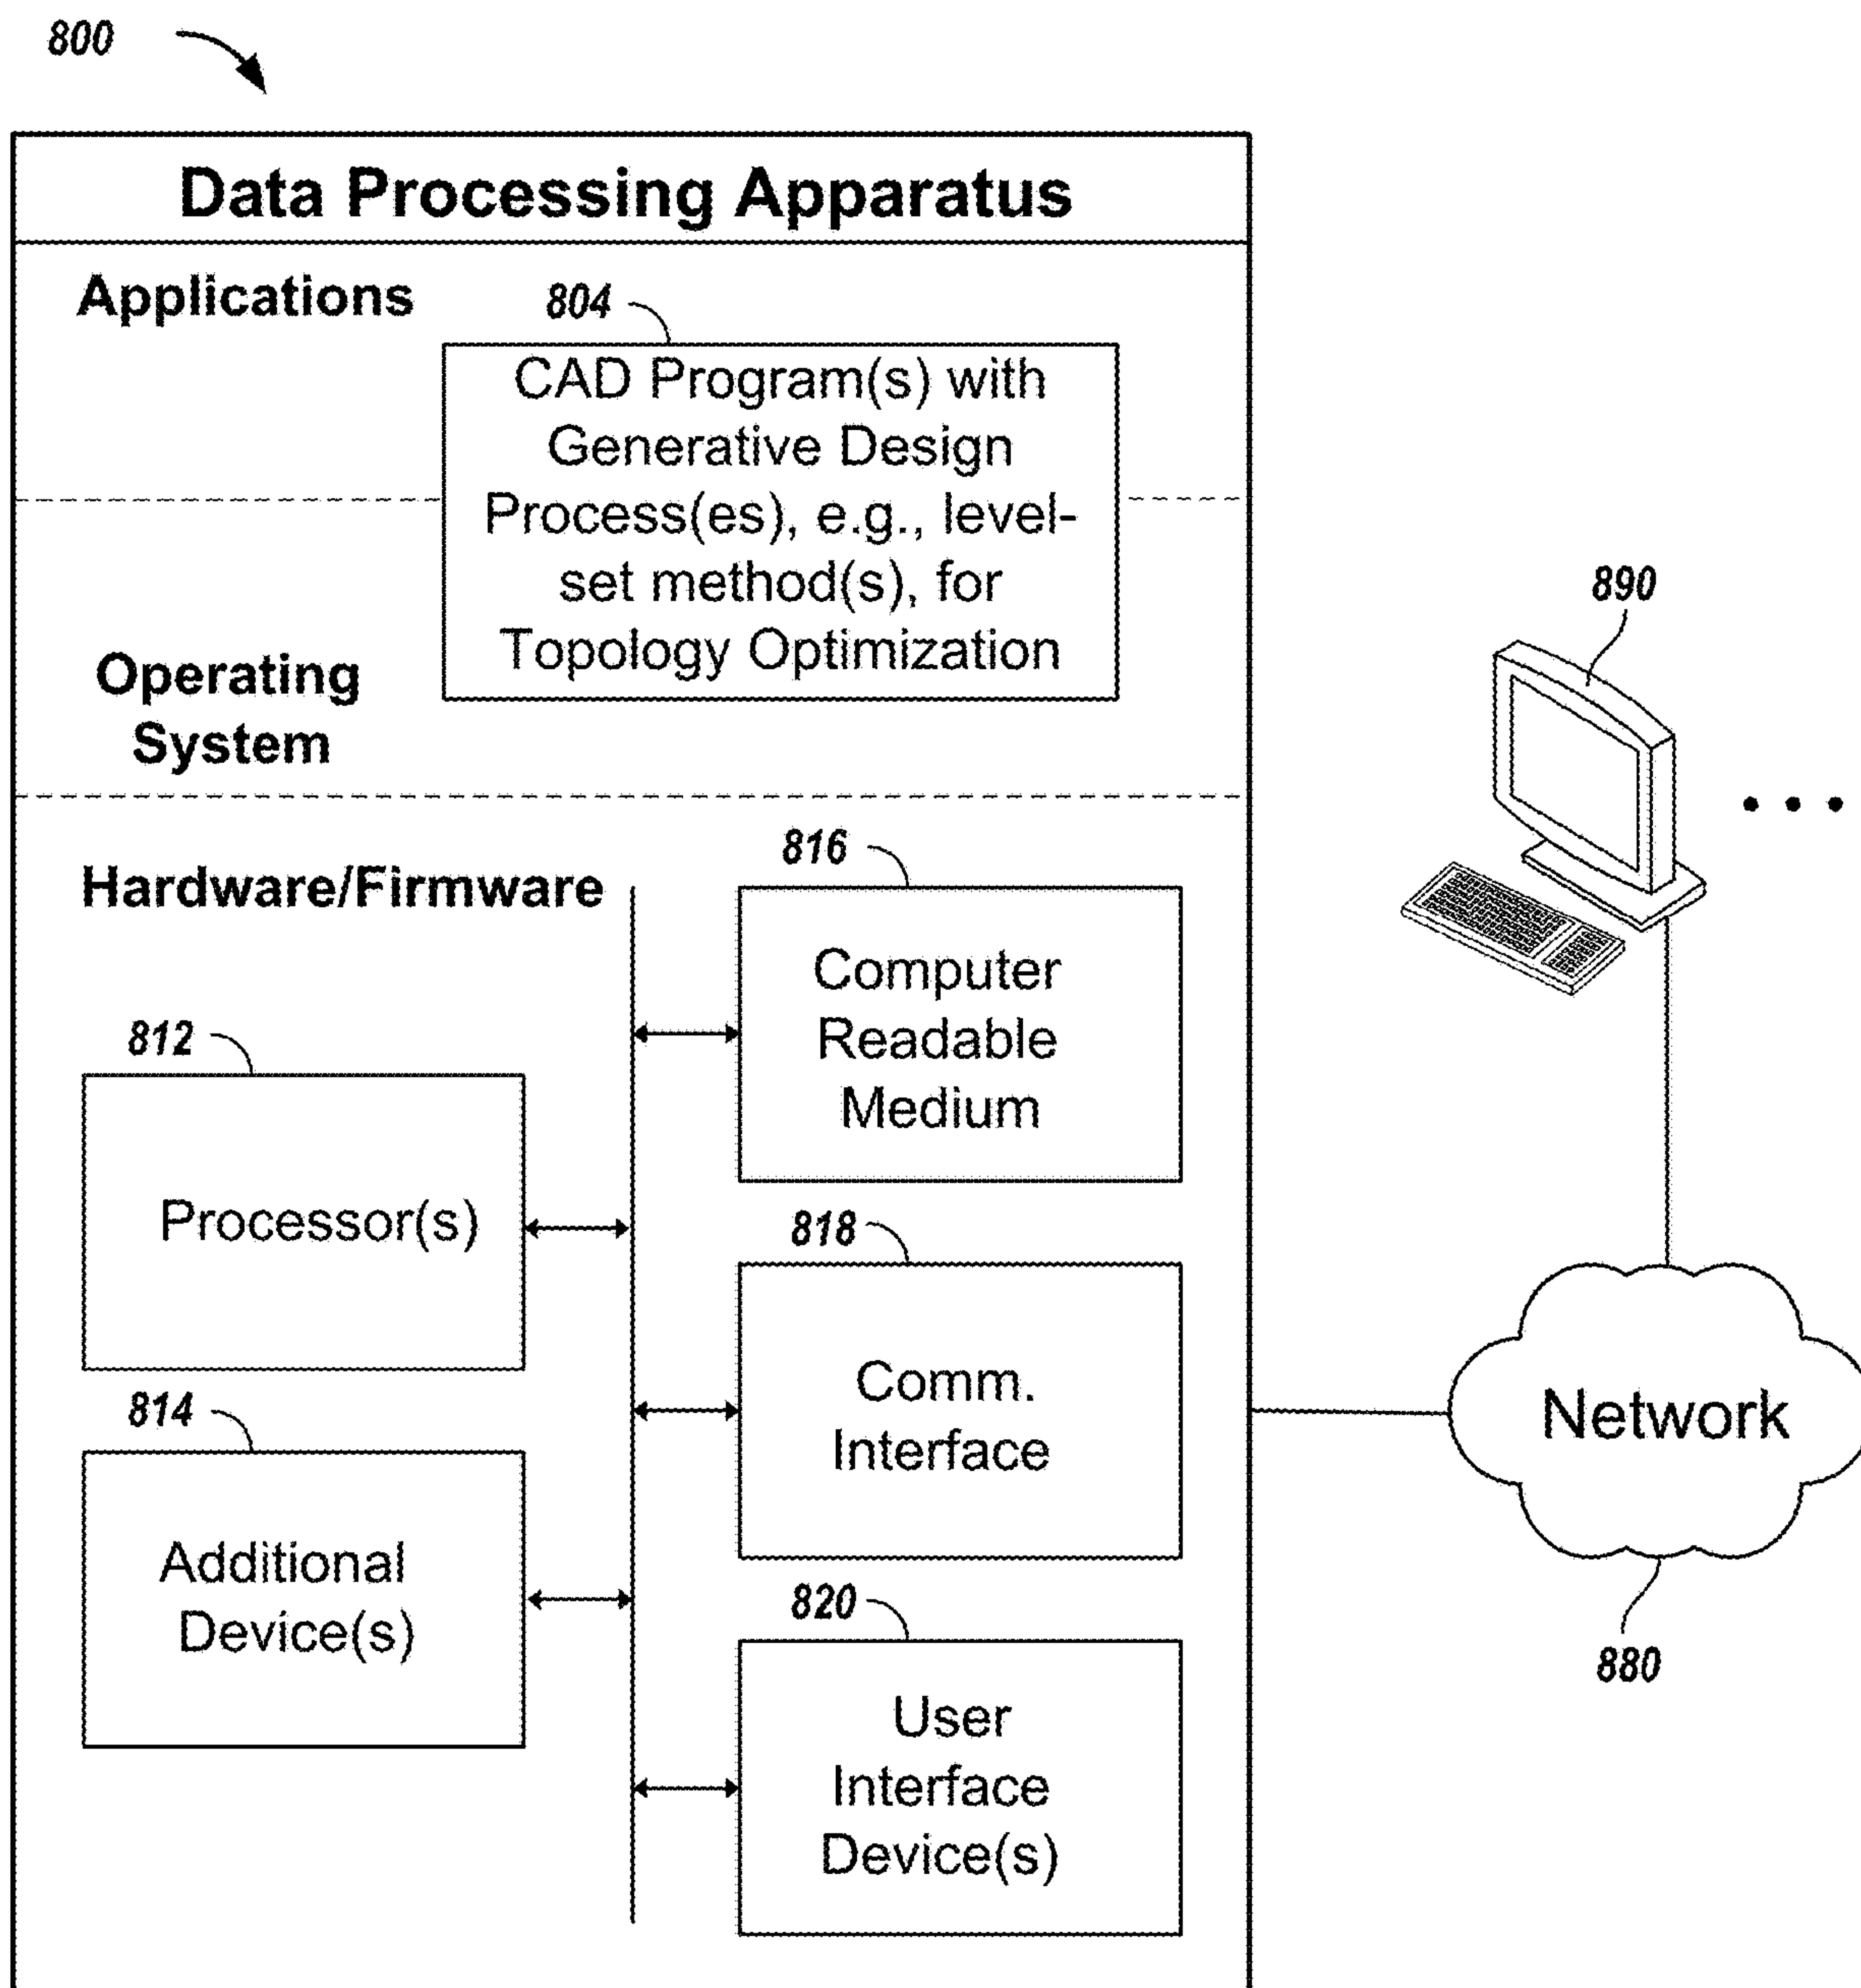 800
Data Processing Apparatus
Applications
804
CAD Program(s) with
Generative Design
Process(es), e.g., level-
set method(s), for
Topology Optimization
Operating
System
890
Hardware/Firmware
816
Computer
Readable
Medium
812
Processor(s)
818
Comm.
Interface
Network
814
Additional
Device(s)
820
User
Interface
Device(s)
880